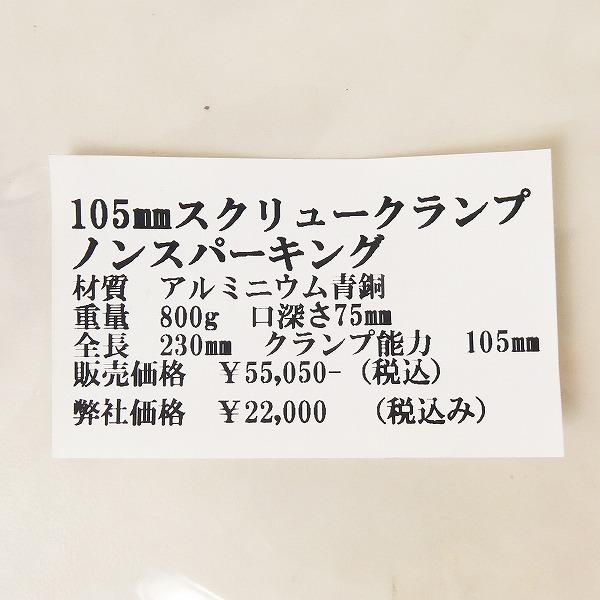 105mmスクリュークランプ
ノンスパーキング
材質　アルミニウム青銅
重量　800g　口深さ75mm
全長　230mm　クランプ能力　105mm
販売価格　￥55,050-（税込）
弊社価格　￥22,000　（税込み）